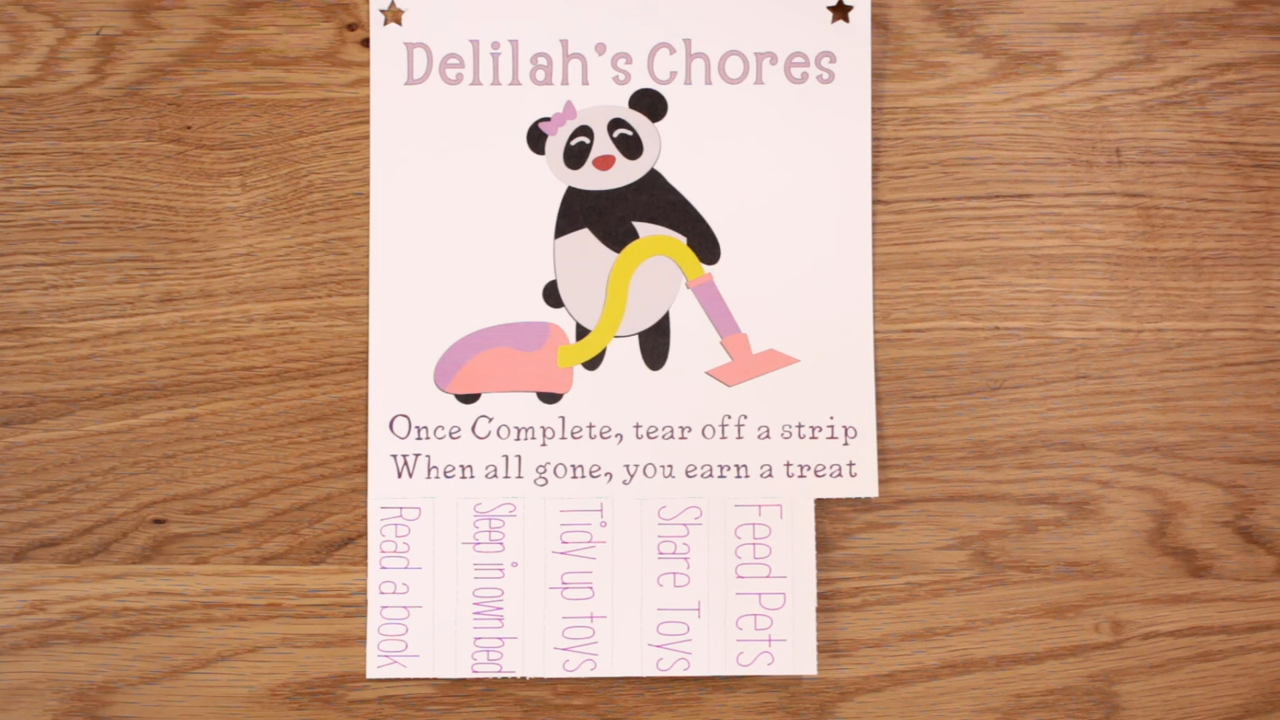 Delilah's Chores
Once Complete, tear off a strip
When all gone, you earn a treat
Read a book
Sleep in own bed
Tidy up toys
Share Toys
Feed Pets